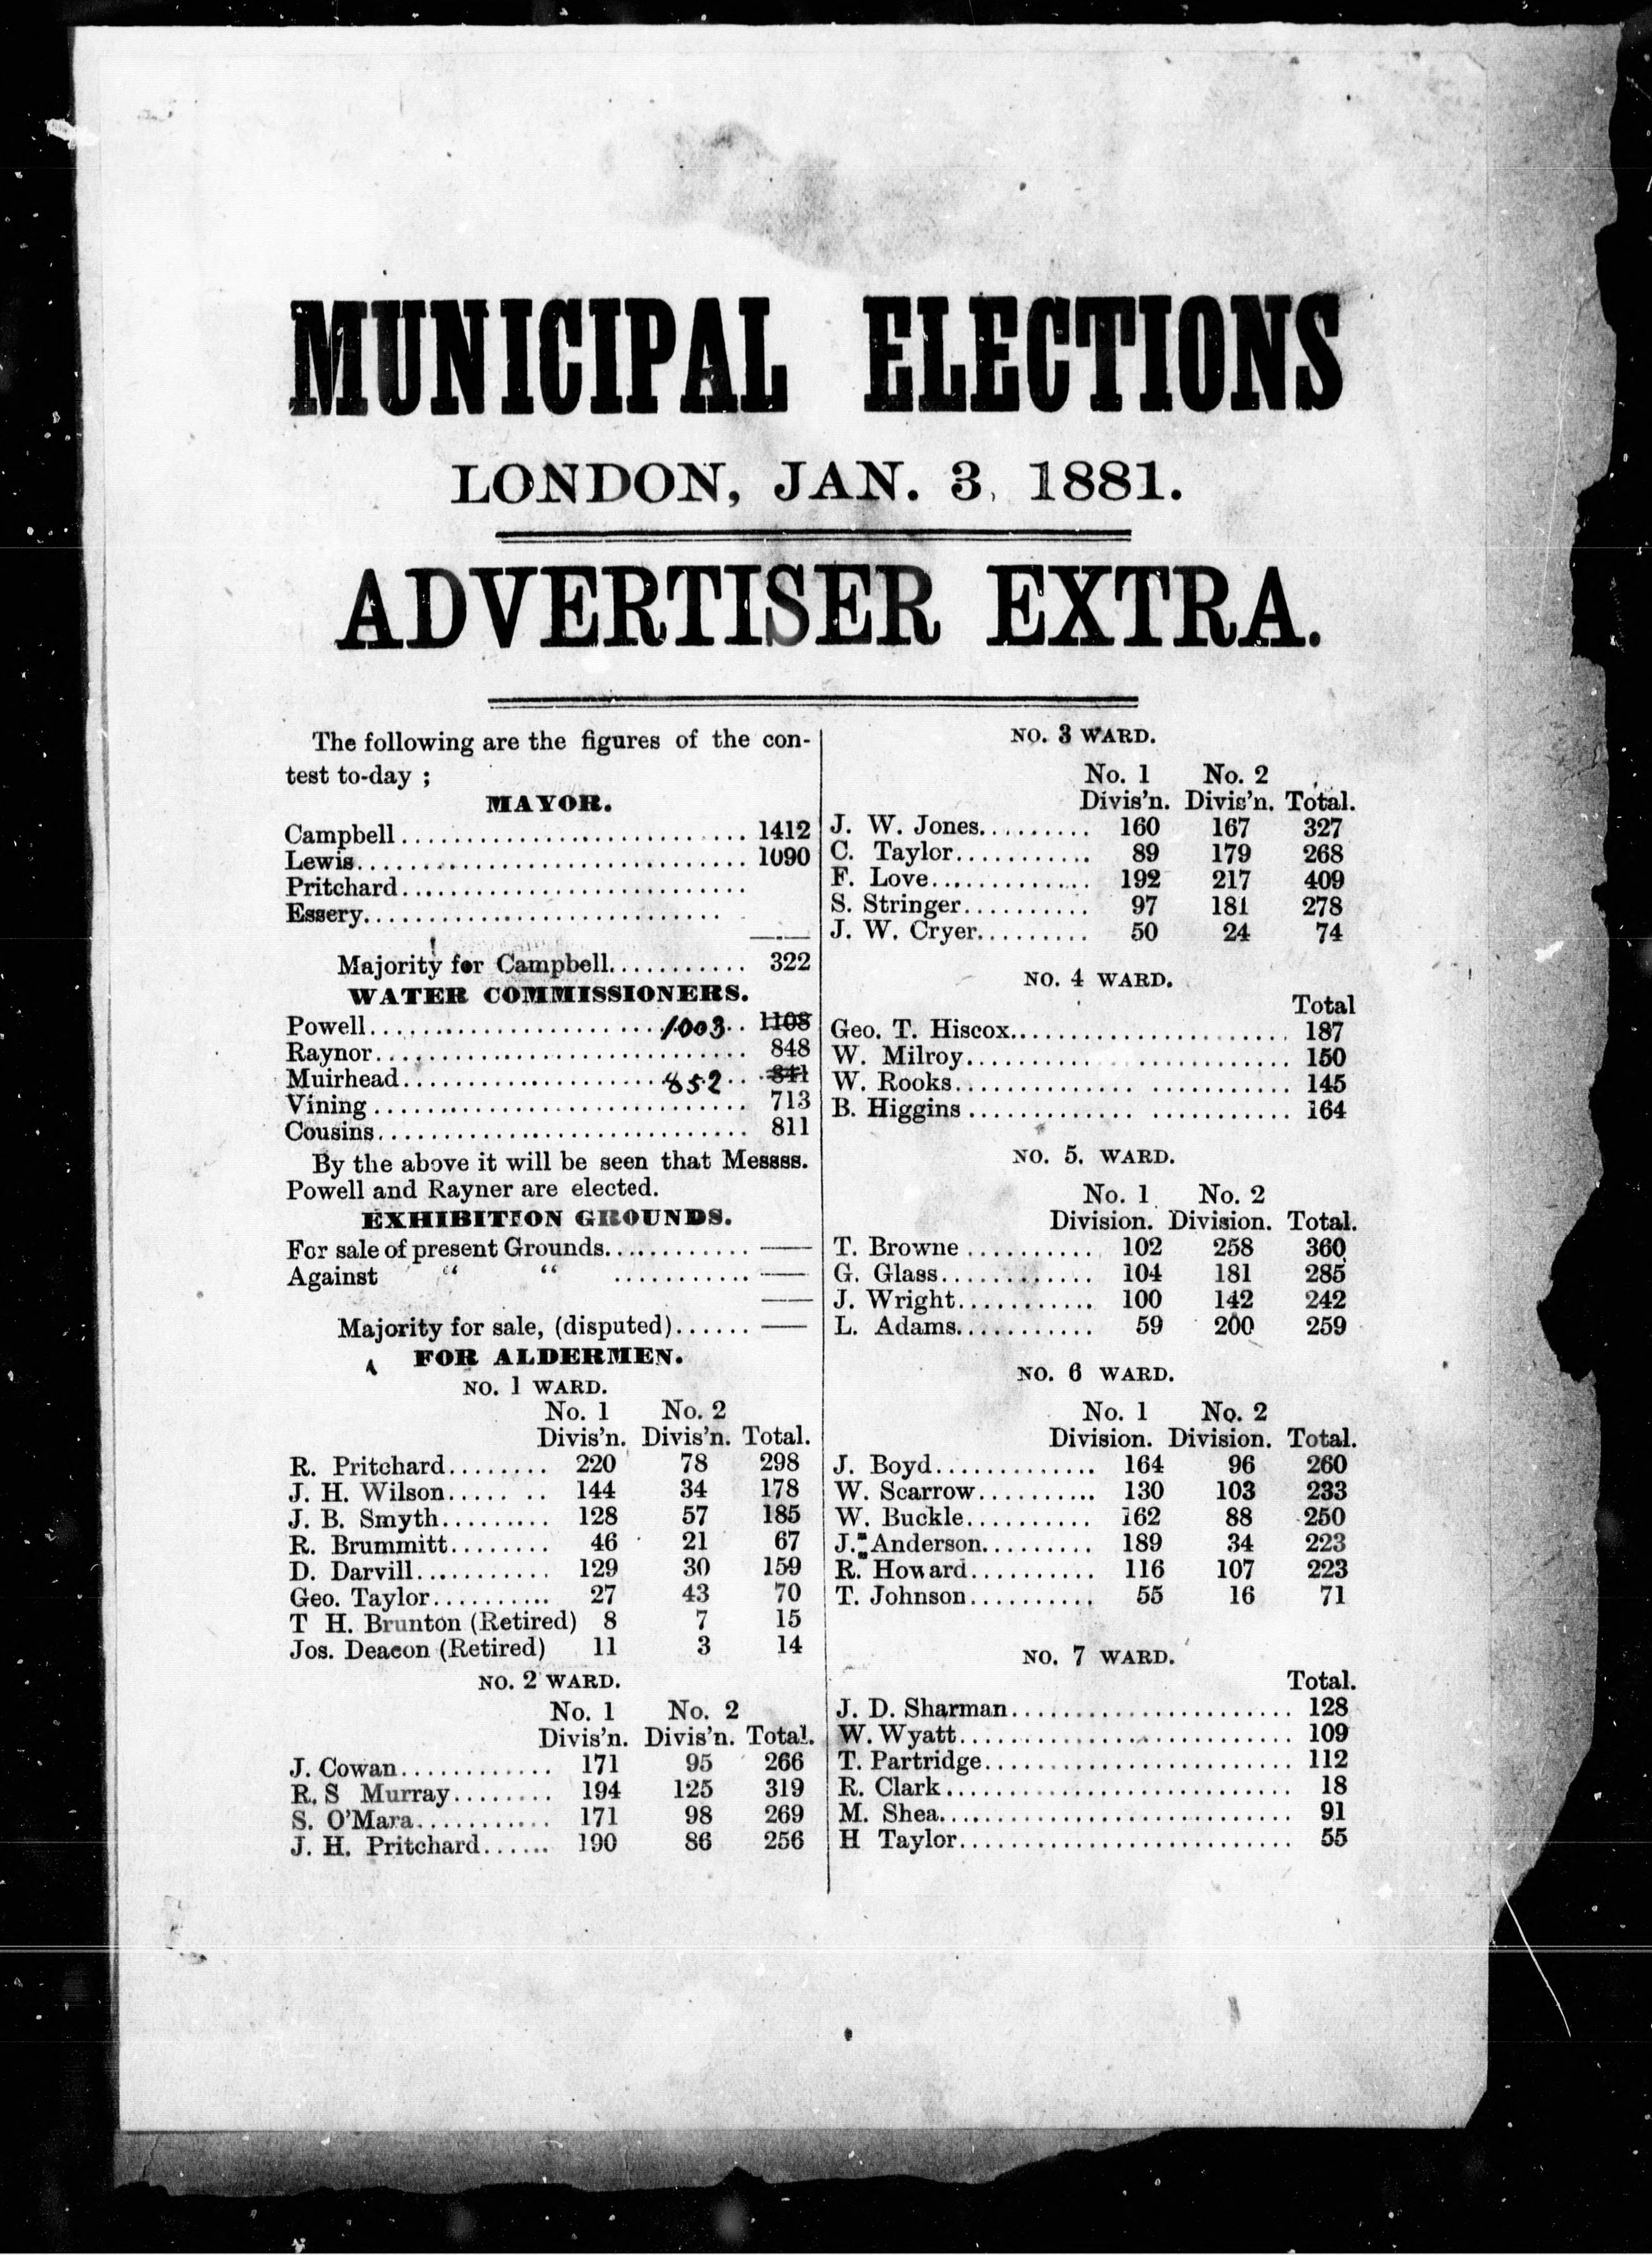 MUNICIPAL ELECTIONS
LONDON, JAN. 3, 1881.
ADVERTISER EXTRA.
The following are the figures of the con-
test to-day ;
MAYOR.
Campbell............................ 1412
Lewis................................ 1090
Pritchard............................
Essery..............................
Majority for Campbell........... 322
WATER COMMISSIONERS.
Powell........................1003.. 1108
Raynor.............................. 848
Muirhead......................852.. 841
Vining.............................. 713
Cousins.............................. 811
By the above it will be seen that Messss.
Powell and Rayner are elected.
EXHIBITION GROUNDS.
For sale of present Grounds............ ——
Against “ “ ............ ——
——
Majority for sale, (disputed)...... ——
FOR ALDERMEN.
NO. 1 WARD.
No. 1 No. 2
Divis'n. Divis'n. Total.
R. Pritchard........ 220 78 298
J. H. Wilson..... .. 144 34 178
J. B. Smyth......... 128 57 185
R. Brummitt........ 46 21 67
D. Darvill........... 129 30 159
Geo. Taylor.......... 27 43 70
T H. Brunton (Retired) 8 7 15
Jos. Deacon (Retired) 11 3 14
NO. 2 WARD.
No. 1 No. 2
Divis'n. Divis'n. Total.
J. Cowan............ 171 95 266
R. S Murray........ 194 125 319
S. O'Mara........... 171 98 269
J. H. Pritchard...... 190 86 256
NO. 3 WARD.
No. 1 No. 2
Divis'n. Divis'n. Total.
J. W. Jones......... 160 167 327
C. Taylor........... 89 179 268
F. Love............. 192 217 409
S. Stringer.......... 97 181 278
J. W. Cryer......... 50 24 74
NO. 4 WARD.
Total
Geo. T. Hiscox....................... 187
W. Milroy........................... 150
W. Rooks............... ............ 145
B. Higgins.............. ........... 164
NO. 5. WARD.
No. 1 No. 2
Division. Division. Total.
T. Browne.......... 102 258 360
G. Glass............. 104 181 285
J. Wright........... 100 142 242
L. Adams........... 59 200 259
NO. 6 WARD.
No. 1 No. 2
Division. Division. Total.
J. Boyd............. 164 96 260
W. Scarrow.......... 130 103 233
W. Buckle.......... 162 88 250
J. Anderson......... 189 34 223
R. Howard.......... 116 107 223
T. Johnson.......... 55 16 71
NO. 7 WARD.
Total.
J. D. Sharman....................... 128
W. Wyatt........................... 109
T. Partridge......................... 112
R. Clark............................ 18
M. Shea............................. 91
H Taylor........................... 55